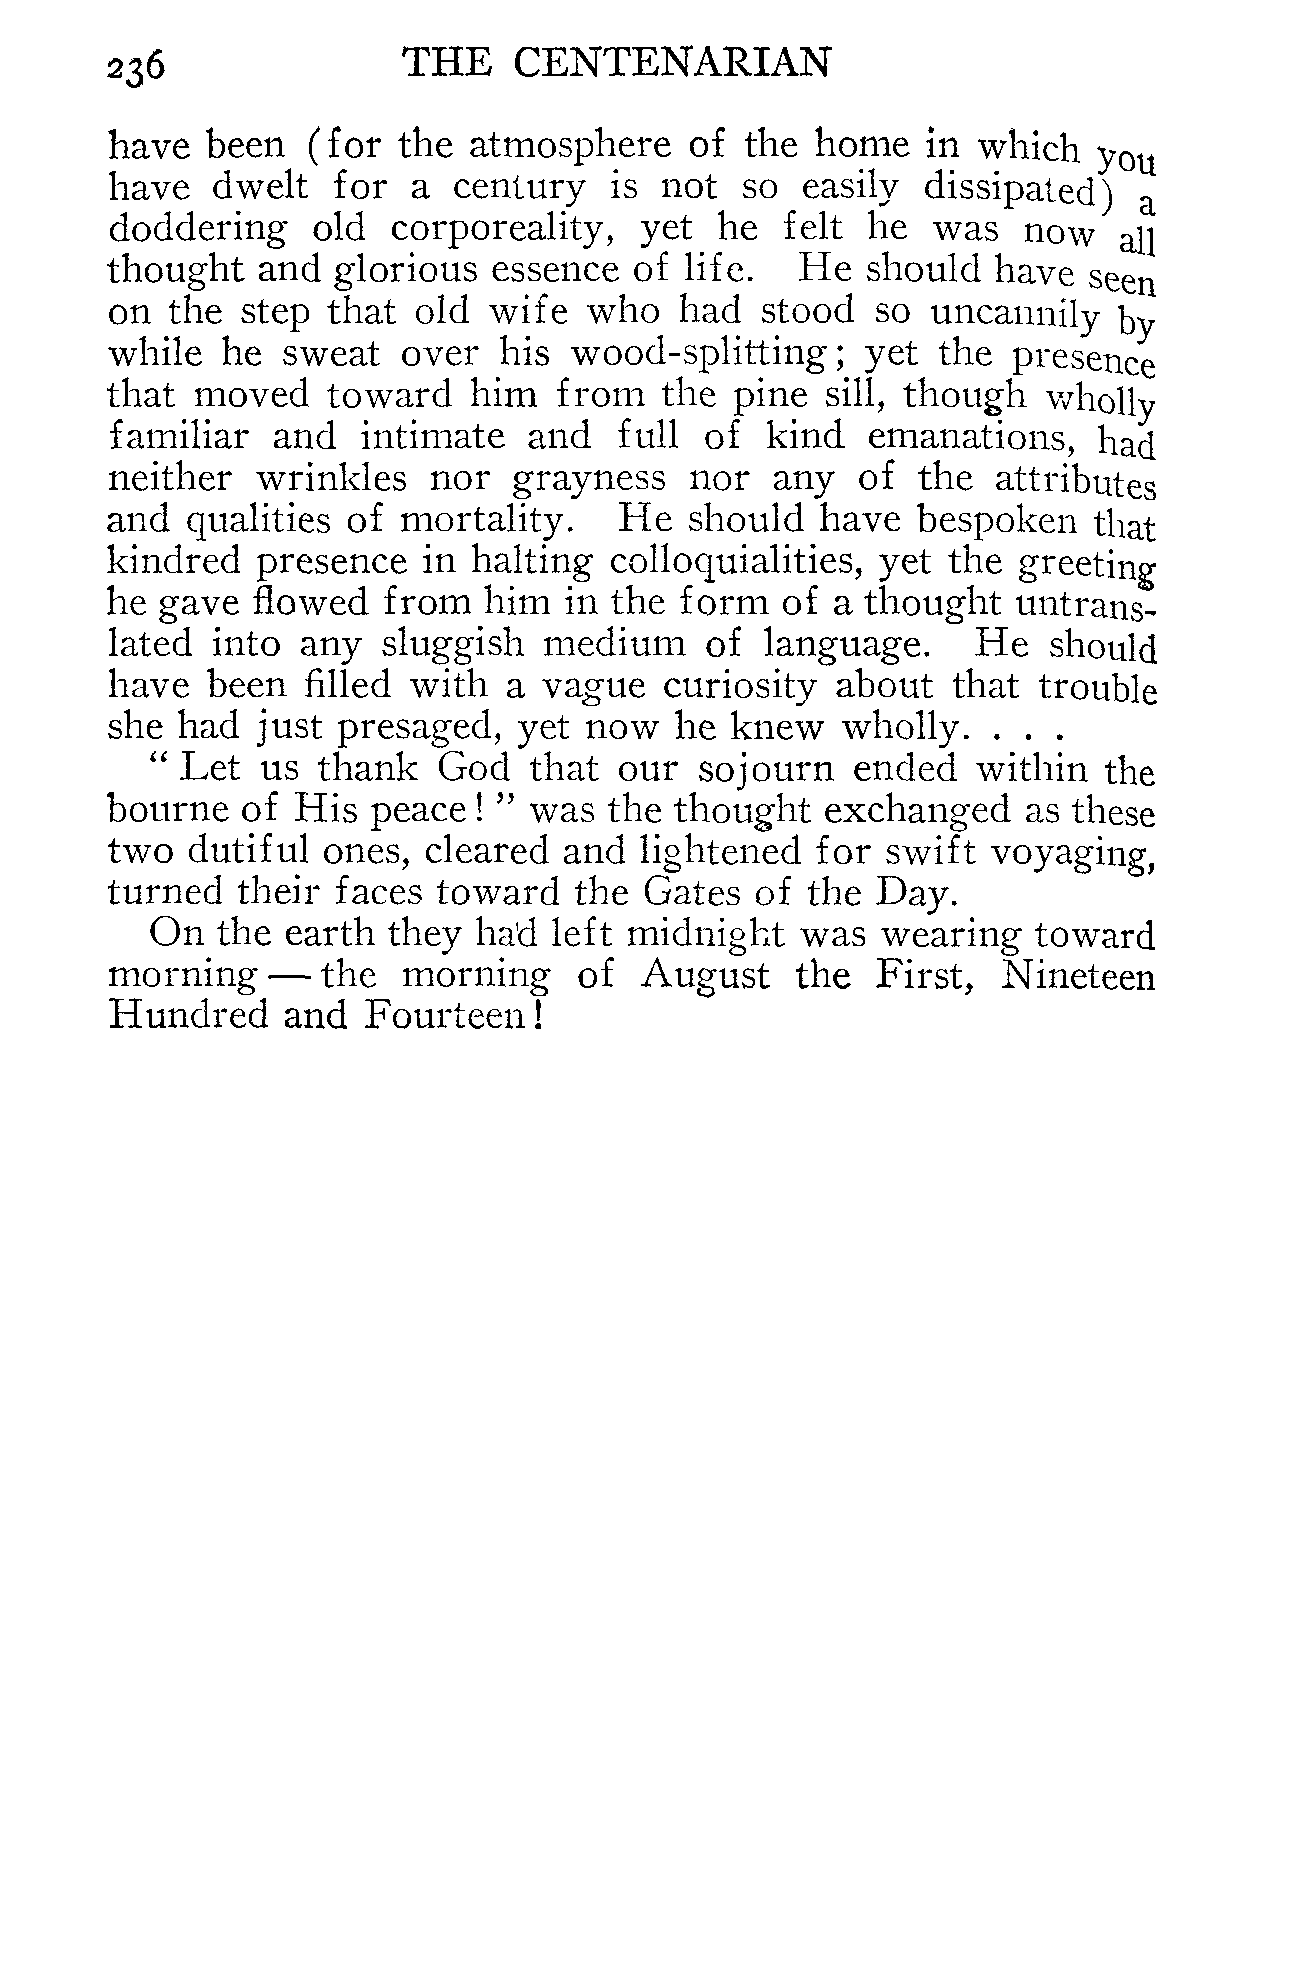 236 THE CENTENARIAN
have been (for the atmosphere of the home in which you
have dwelt for a century is not so easily dissipated) a
doddering old corporeality, yet he felt he was now all
thought and glorious essence of life. He should have seen
on the step that old wife who had stood so uncannily by
while he sweat over his wood-splitting; yet the presence
that moved toward him from the pine sill, though wholly
familiar and intimate and full of kind emanations, had
neither wrinkles nor grayness nor any of the attributes
and qualities of mortality. He should have bespoken that
kindred presence in halting colloquialities, yet the greeting
he gave flowed from him in the form of a thought untrans-
lated into any sluggish medium of language. He should
have been filled with a vague curiosity about that trouble
she had just presaged, yet now he knew wholly. . . .
“ Let us thank God that our sojourn ended within the
bourne of His peace! ” was the thought exchanged as these
two dutiful ones, cleared and lightened for swift voyaging,
turned their faces toward the Gates of the Day.
On the earth they had left midnight was wearing toward
morning — the morning of August the First, Nineteen
Hundred and Fourteen!